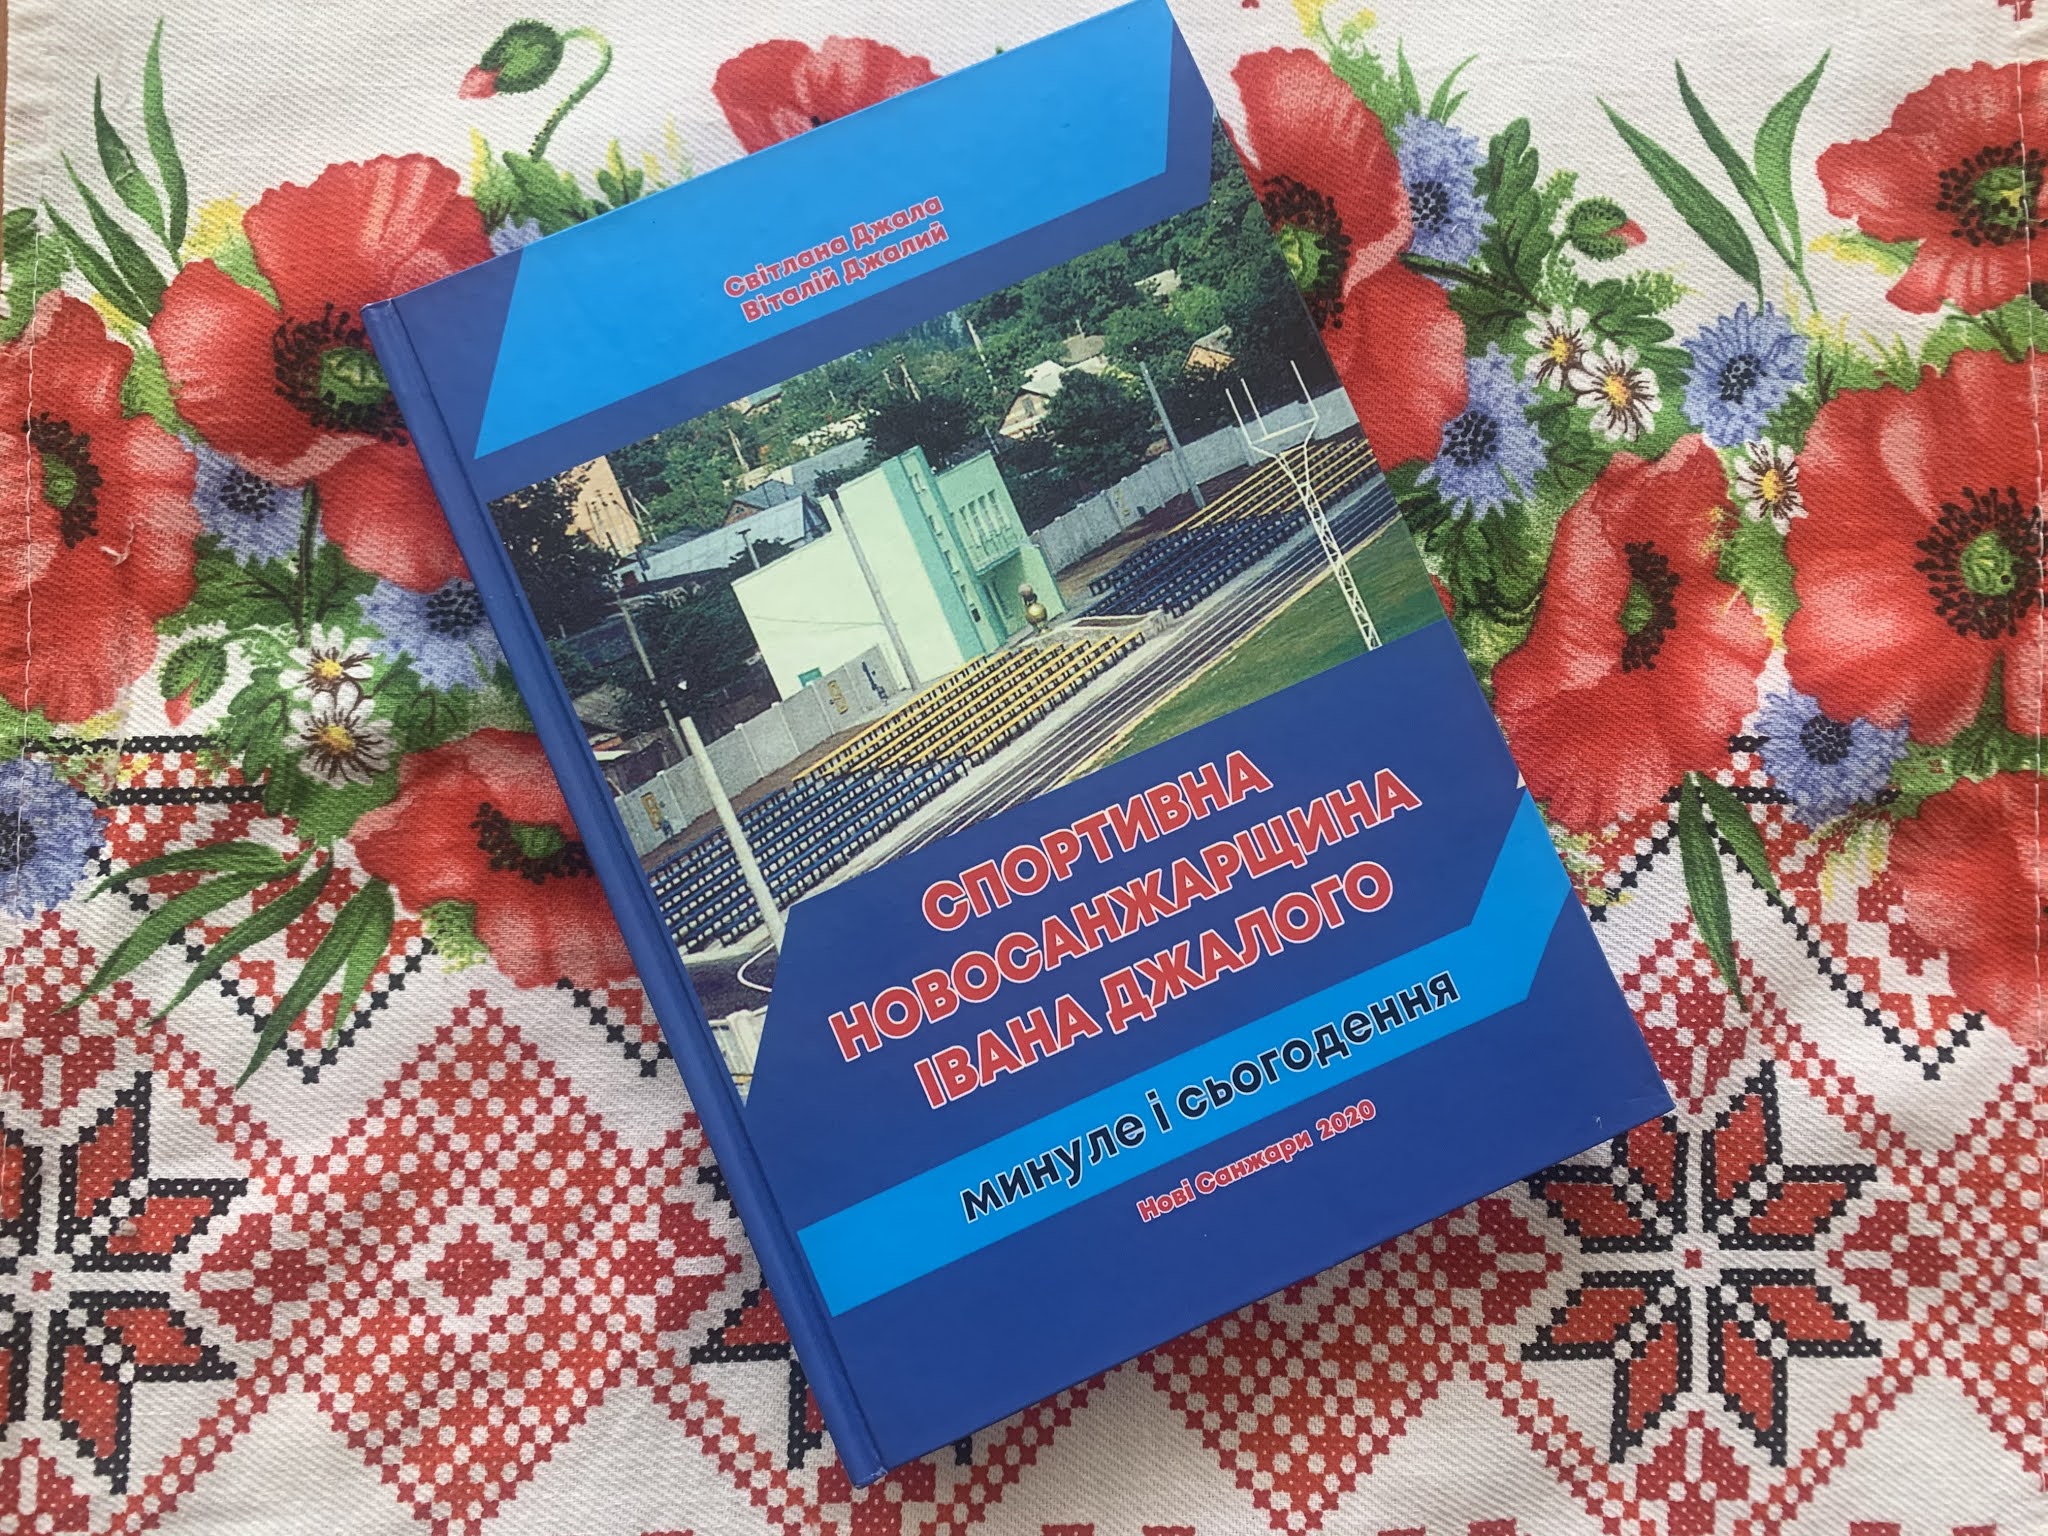 Світлана Джала
Віталій Джалий
СПОРТИВНА
НОВОСАНЖАРЩИНА
ІВАНА ДЖАЛОГО
минуле і сьогодення
Нові Санжари 2020